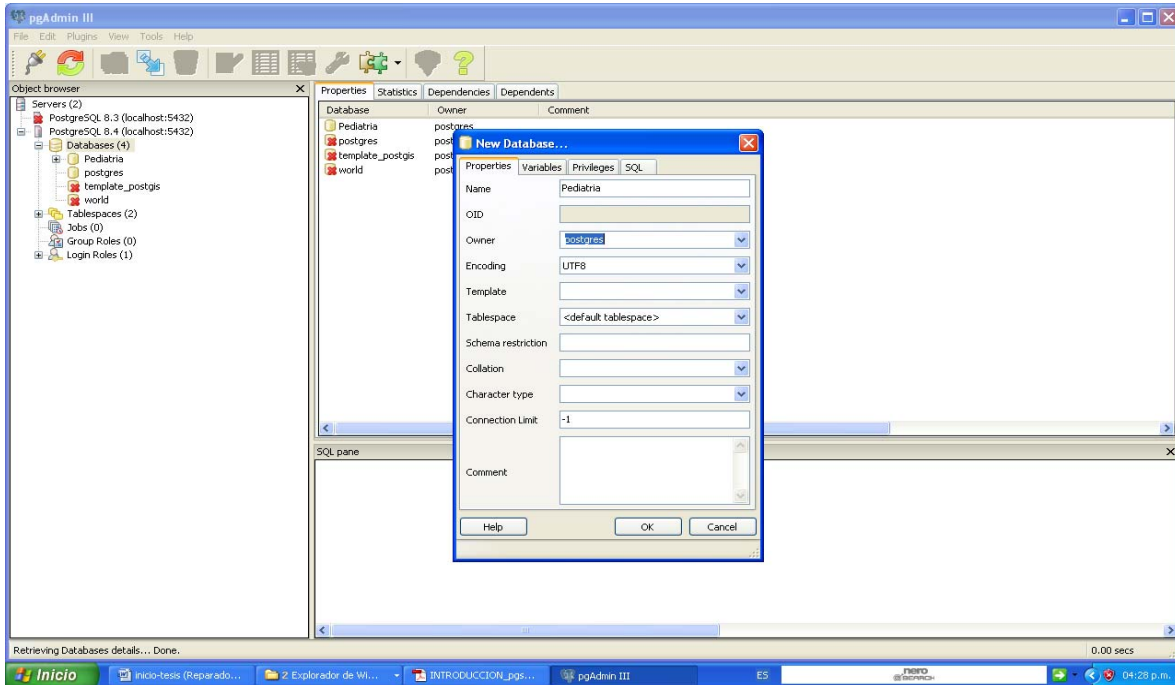 pgAdmin III
File Edit Plugins View Tools Help
Object browser
Servers (2)
PostgreSQL 8.3 (localhost:5432)
PostgreSQL 8.4 (localhost:5432)
Databases (4)
Pediatria
postgres
template_postgis
world
Tablespaces (2)
Jobs (0)
Group Roles (0)
Login Roles (1)
Properties Statistics Dependencies Dependents
Database Owner Comment
Pediatria postgres
postgres post
template_postgis post
world post
New Database...
Properties Variables Privileges SQL
Name Pediatria
OID
Owner postgres
Encoding UTF8
Template
Tablespace <default tablespace>
Schema restriction
Collation
Character type
Connection Limit -1
Comment
Help OK Cancel
SQL pane
Retrieving Databases details... Done. 0.00 secs
Inicio inicio-tesis (Reparado... 2 Explorador de Wi... INTRODUCCION_pgs... pgAdmin III ES nero SEARCH 04:28 p.m.